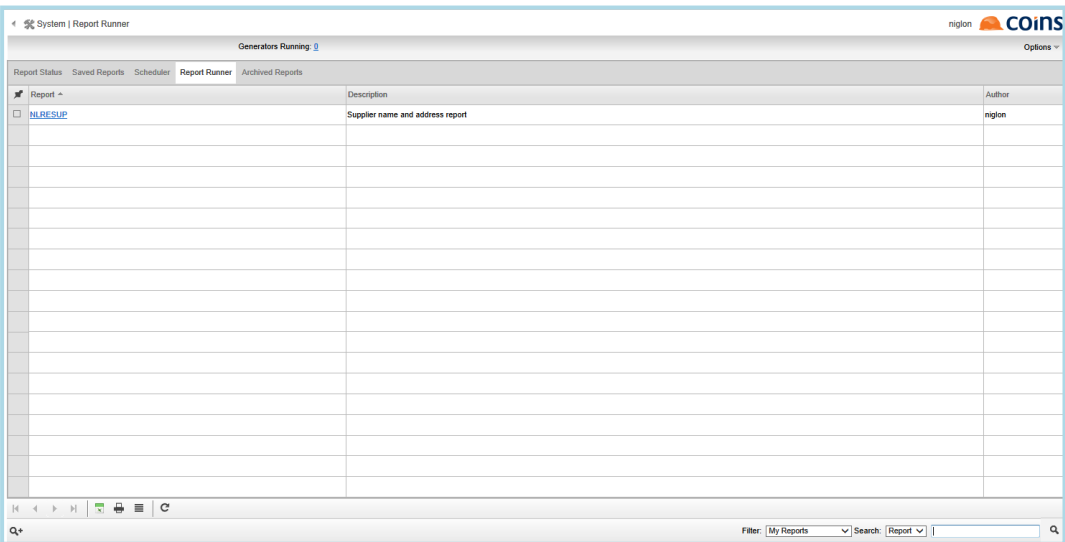 System | Report Runner
niglon
coins
Generators Running: 0
Options
Report Status Saved Reports Scheduler Report Runner Archived Reports
Report Description Author
NLRESUP Supplier name and address report niglon
Filter: My Reports Search: Report